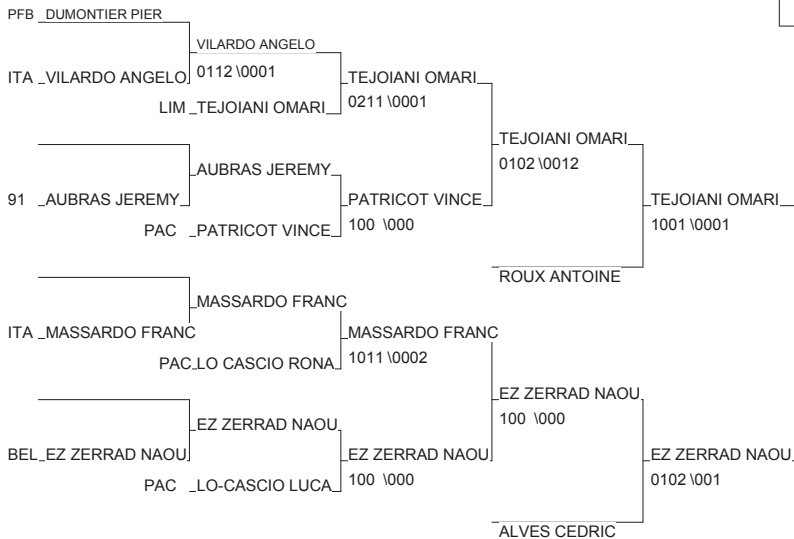 PFB DUMONTIER PIER
VILARDO ANGELO
ITA VILARDO ANGELO 0112 \0001 TEJOIANI OMARI
LIM TEJOIANI OMARI 0211 \0001
TEJOIANI OMARI
AUBRAS JEREMY 0102 \0012
91 AUBRAS JEREMY PATRICOT VINCE TEJOIANI OMARI
PAC PATRICOT VINCE 100 \000 1001 \0001
ROUX ANTOINE
MASSARDO FRANC
ITA MASSARDO FRANC MASSARDO FRANC
PAC LO CASCIO RONA 1011 \0002
EZ ZERRAD NAOU
EZ ZERRAD NAOU 100 \000
BEL EZ ZERRAD NAOU EZ ZERRAD NAOU EZ ZERRAD NAOU
PAC LO-CASCIO LUCA 100 \000 0102 \001
ALVES CEDRIC